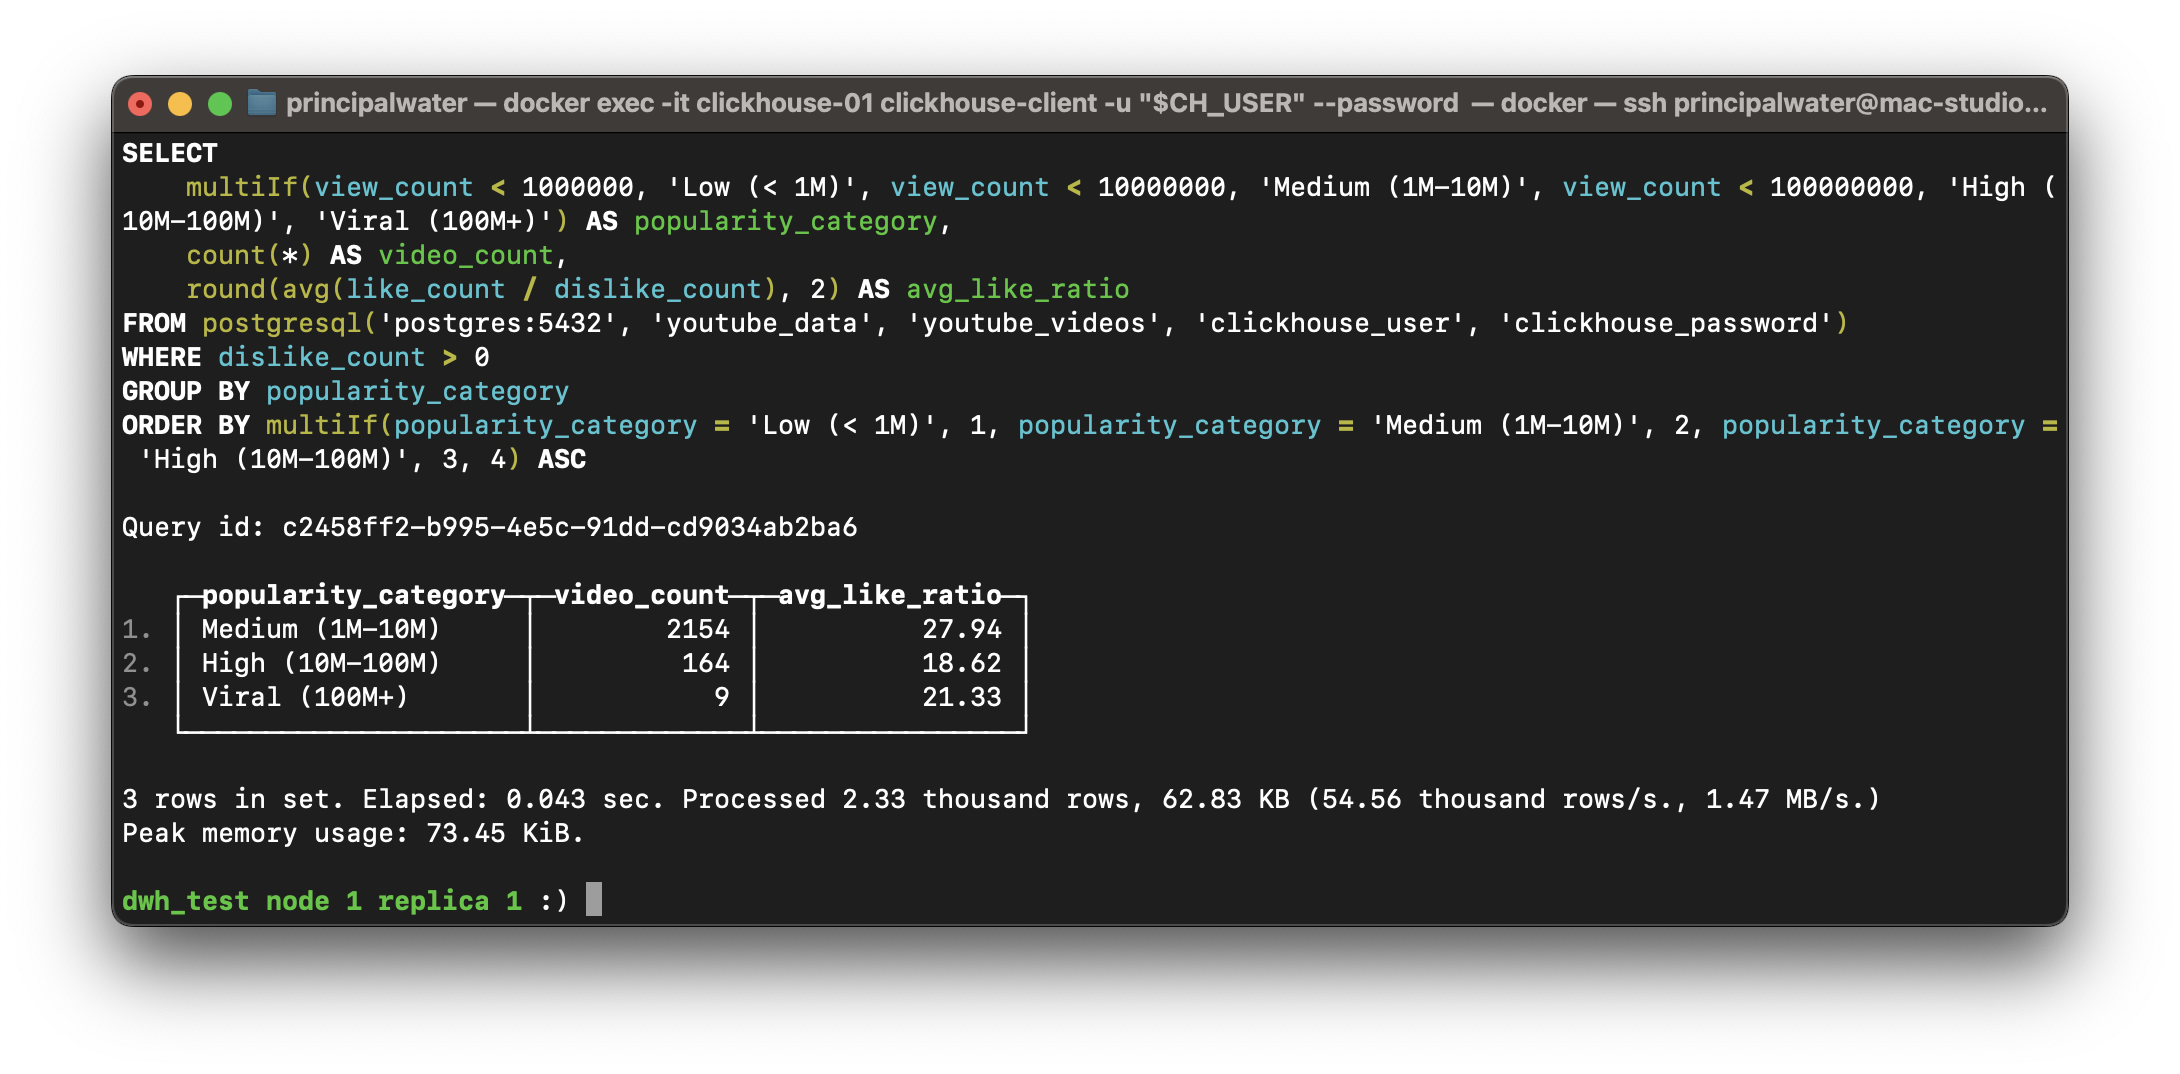 principalwater — docker exec -it clickhouse-01 clickhouse-client -u "$CH_USER" --password — docker — ssh principalwater@mac-studio...
SELECT
    multiIf(view_count < 1000000, 'Low (< 1M)', view_count < 10000000, 'Medium (1M-10M)', view_count < 100000000, 'High (
10M-100M)', 'Viral (100M+)') AS popularity_category,
    count(*) AS video_count,
    round(avg(like_count / dislike_count), 2) AS avg_like_ratio
FROM postgresql('postgres:5432', 'youtube_data', 'youtube_videos', 'clickhouse_user', 'clickhouse_password')
WHERE dislike_count > 0
GROUP BY popularity_category
ORDER BY multiIf(popularity_category = 'Low (< 1M)', 1, popularity_category = 'Medium (1M-10M)', 2, popularity_category =
 'High (10M-100M)', 3, 4) ASC
Query id: c2458ff2-b995-4e5c-91dd-cd9034ab2ba6
popularity_category video_count avg_like_ratio
1. Medium (1M-10M) 2154 27.94
2. High (10M-100M) 164 18.62
3. Viral (100M+) 9 21.33
3 rows in set. Elapsed: 0.043 sec. Processed 2.33 thousand rows, 62.83 KB (54.56 thousand rows/s., 1.47 MB/s.)
Peak memory usage: 73.45 KiB.
dwh_test node 1 replica 1 :)